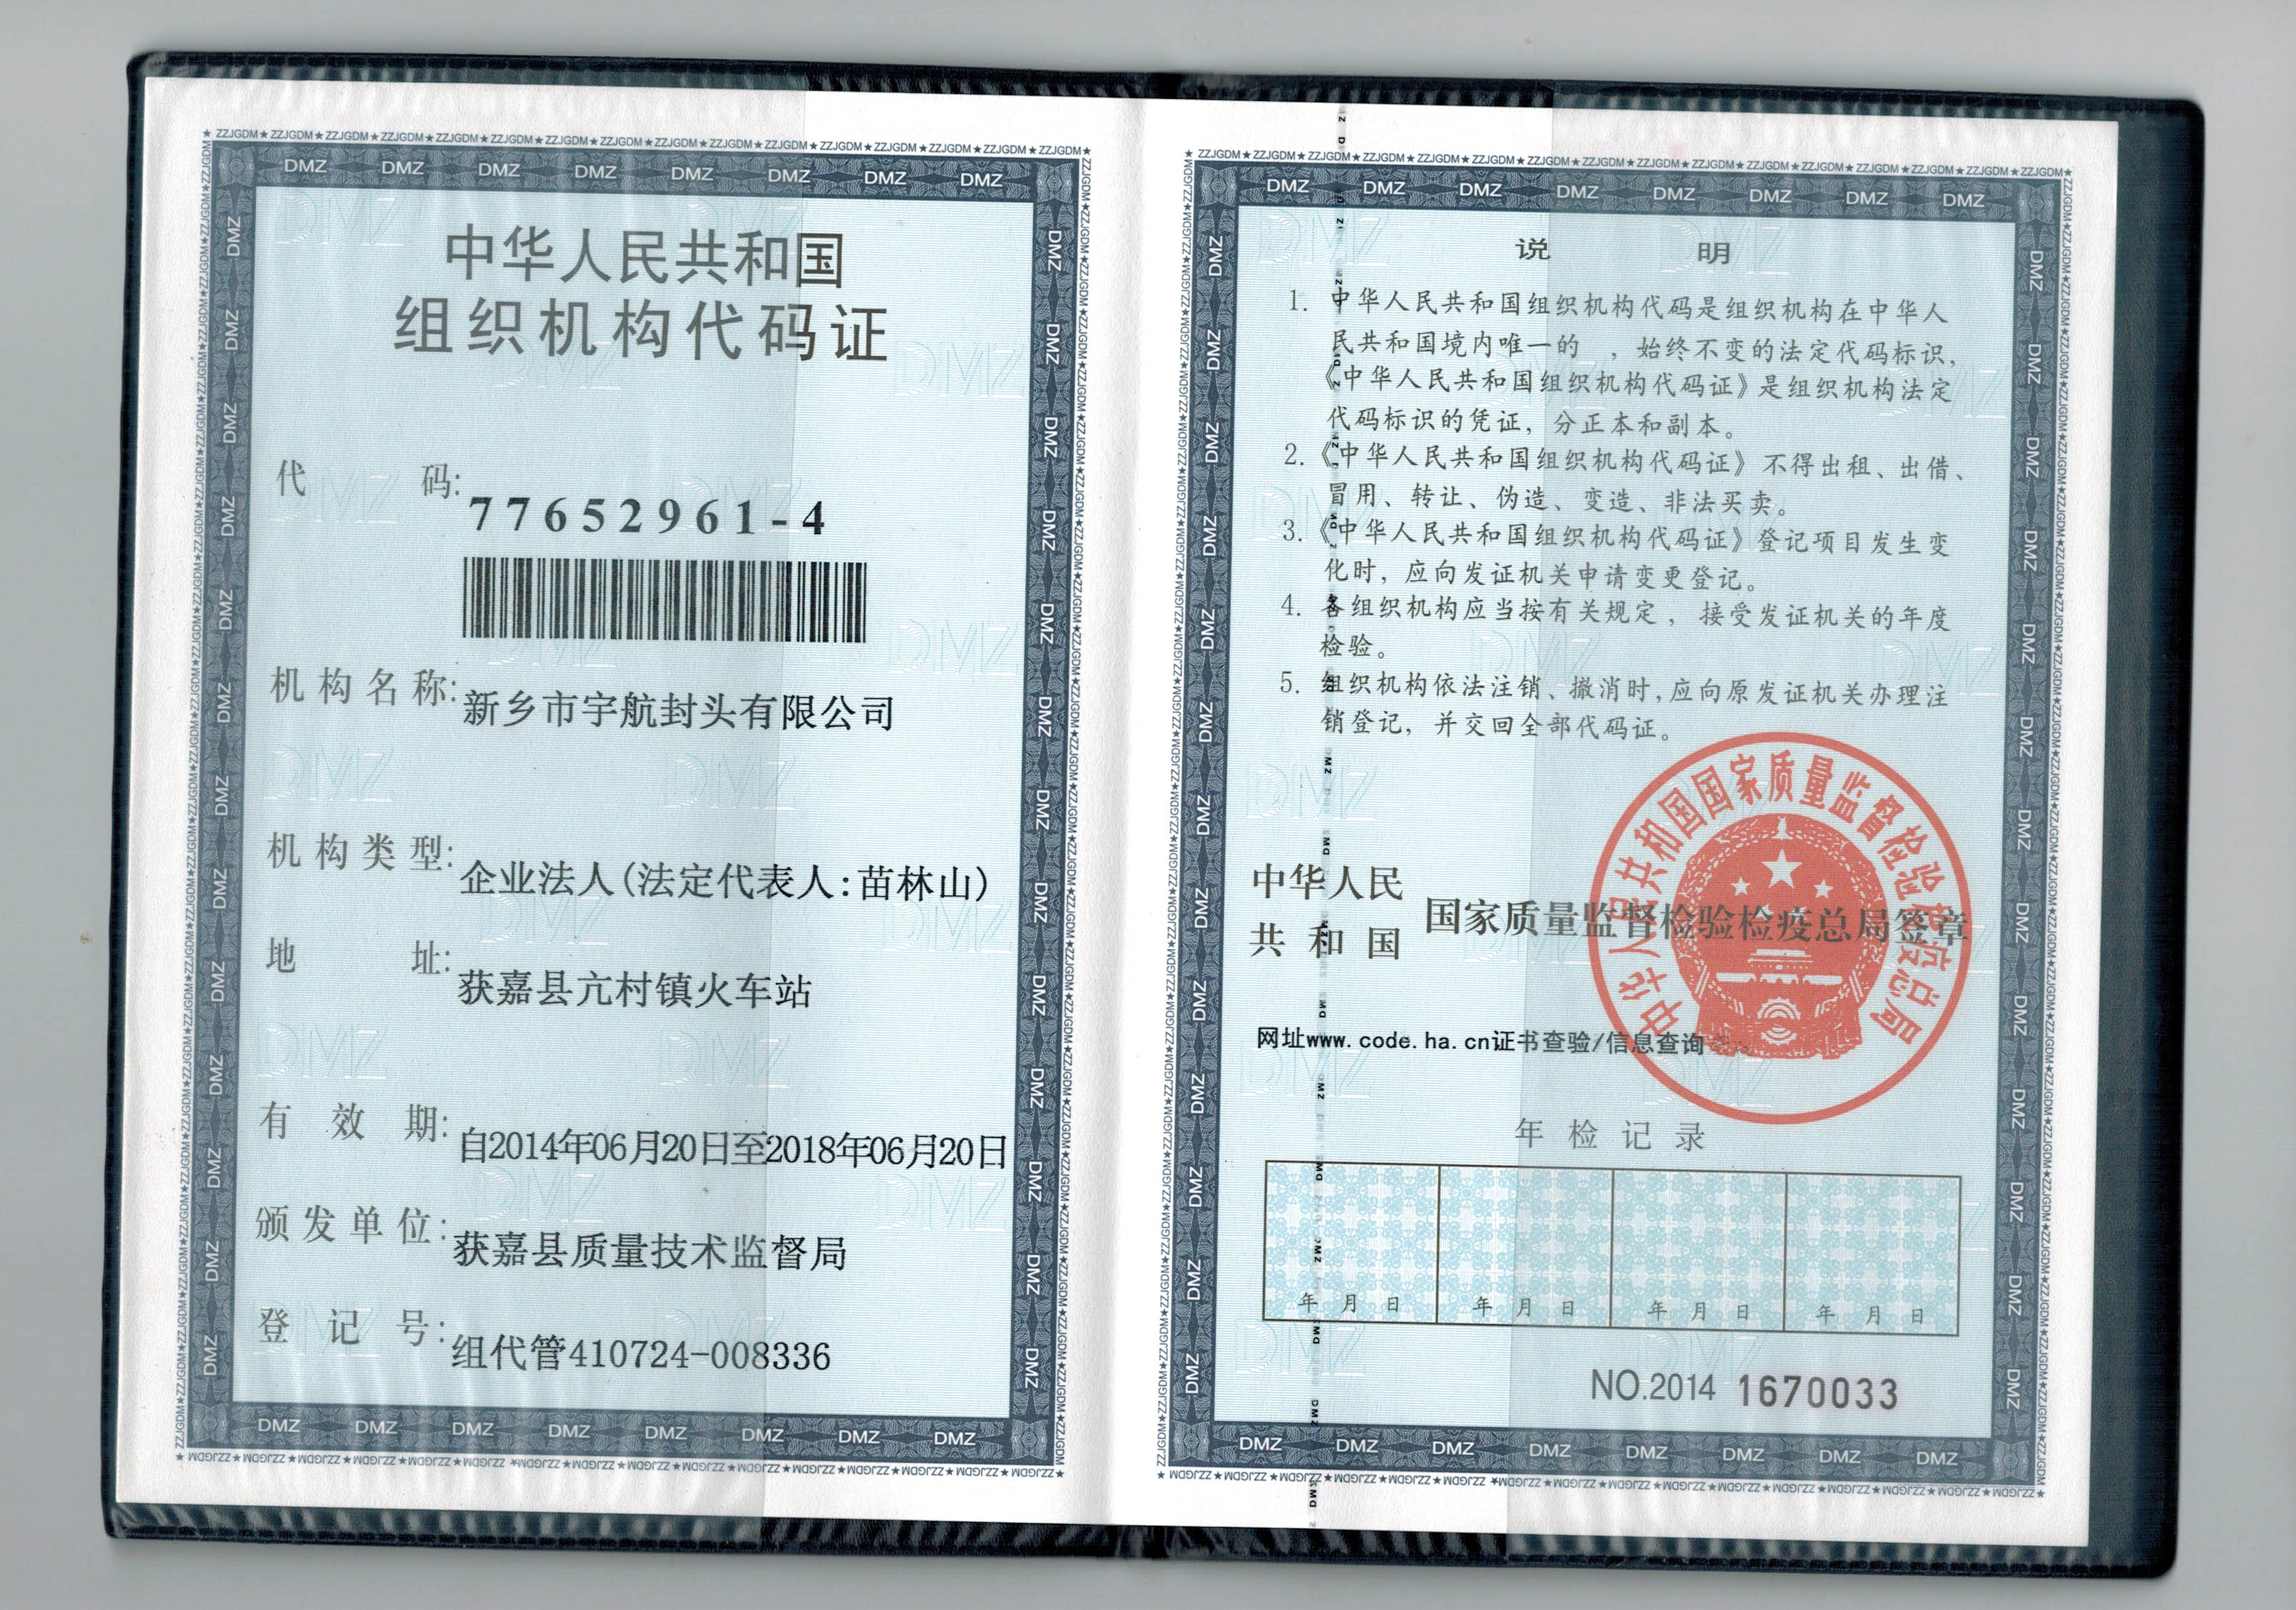 中华人民共和国
组织机构代码证
代 码:
77652961-4
机构名称:新乡市宇航封头有限公司
机构类型:企业法人(法定代表人:苗林山)
地 址:获嘉县亢村镇火车站
有 效 期:自2014年06月20日至2018年06月20日
颁发单位:获嘉县质量技术监督局
登 记 号:组代管410724-008336
说 明
1. 中华人民共和国组织机构代码是组织机构在中华人
民共和国境内唯一的 ,始终不变的法定代码标识,
《中华人民共和国组织机构代码证》是组织机构法定
代码标识的凭证,分正本和副本。
2.《中华人民共和国组织机构代码证》不得出租、出借、
冒用、转让、伪造、变造、非法买卖。
3.《中华人民共和国组织机构代码证》登记项目发生变
化时,应向发证机关申请变更登记。
4. 各组织机构应当按有关规定,接受发证机关的年度
检验。
5. 组织机构依法注销、撤消时,应向原发证机关办理注
销登记,并交回全部代码证。
中华人民共和国国家质量监督检验检疫总局
中华人民
共和国 国家质量监督检验检疫总局签章
网址www.code.ha.cn证书查验/信息查询
年检记录
年 月 日 年 月 日 年 月 日 年 月 日
NO.2014 1670033